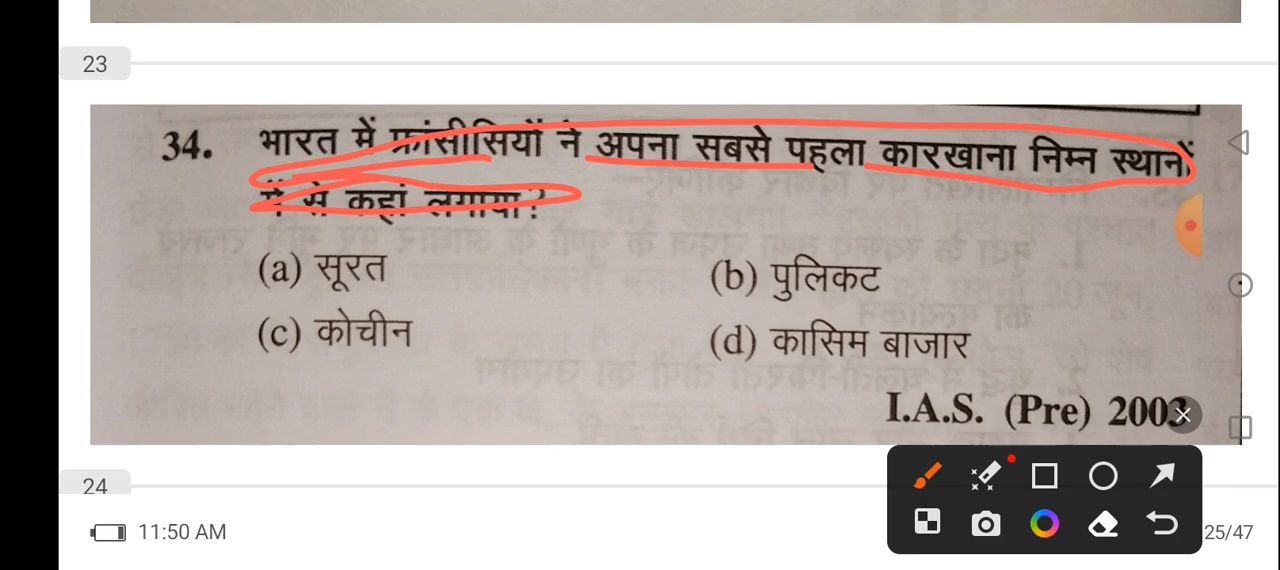 23
34. भारत में फ्रांसीसियों ने अपना सबसे पहला कारखाना निम्न स्थानों
में से कहां लगाया?
(a) सूरत (b) पुलिकट
(c) कोचीन (d) कासिम बाजार
I.A.S. (Pre) 2003
24
11:50 AM 25/47